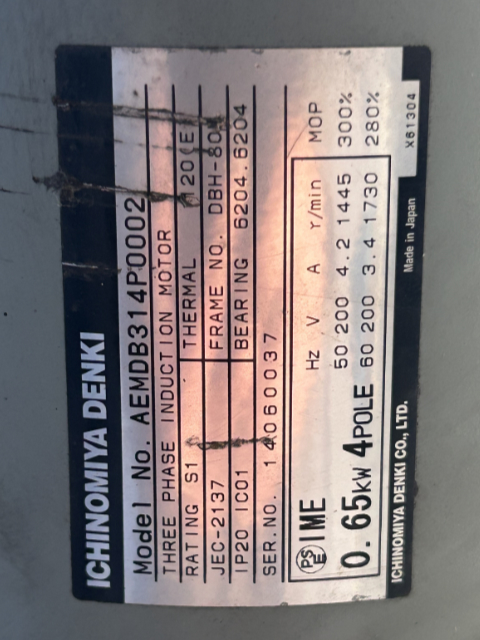 ICHINOMIYA DENKI
Model No. AEMDB314P0002
THREE PHASE INDUCTION MOTOR
RATING S1 THERMAL 120 E
JEC-2137 FRAME NO. DBH-80
IP20 IC01 BEARING 6204.6204
SER.NO. 14060037
PS E IME Hz V A r/min MOP
0.65kW 4POLE 50 200 4.2 1445 300%
60 200 3.4 1730 280%
ICHINOMIYA DENKI CO., LTD. Made in Japan X61304